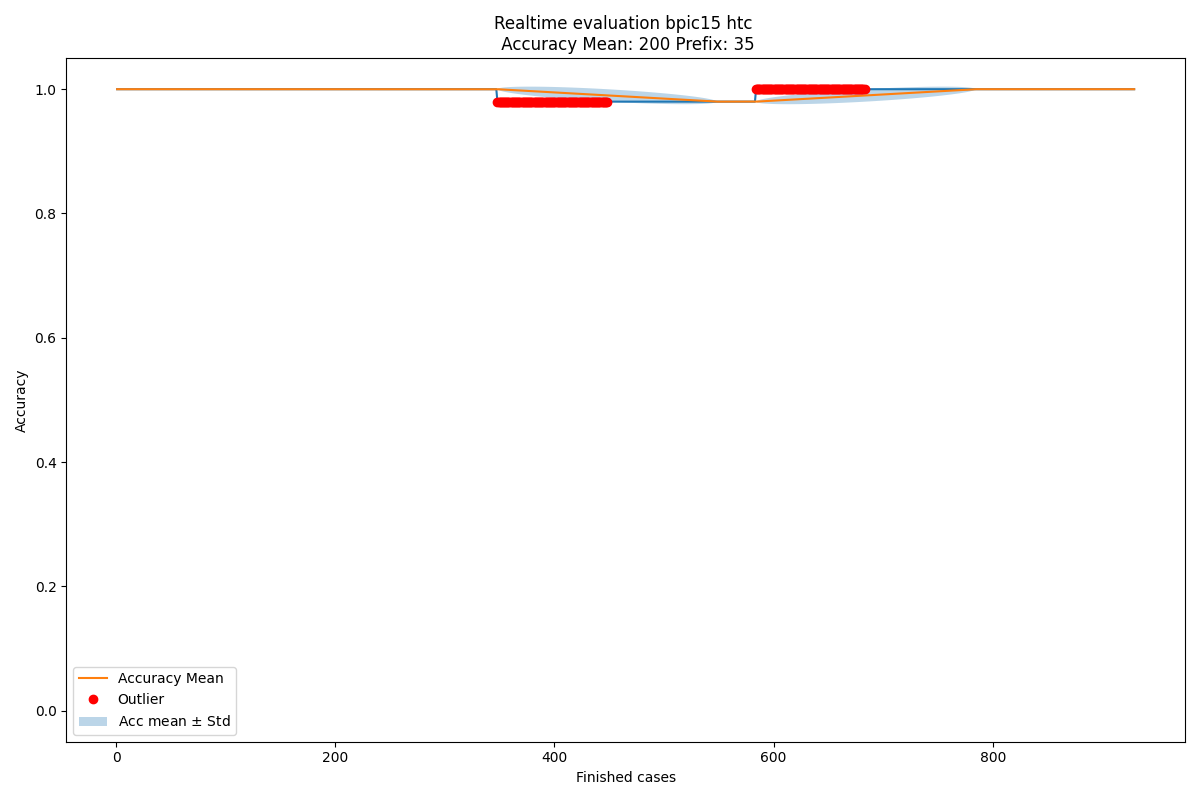 Realtime evaluation bpic15 htc
Accuracy Mean: 200 Prefix: 35
1.0
0.8
0.6
0.4
0.2
0.0
Accuracy
Accuracy Mean
Outlier
Acc mean ± Std
0
200
400
600
800
Finished cases